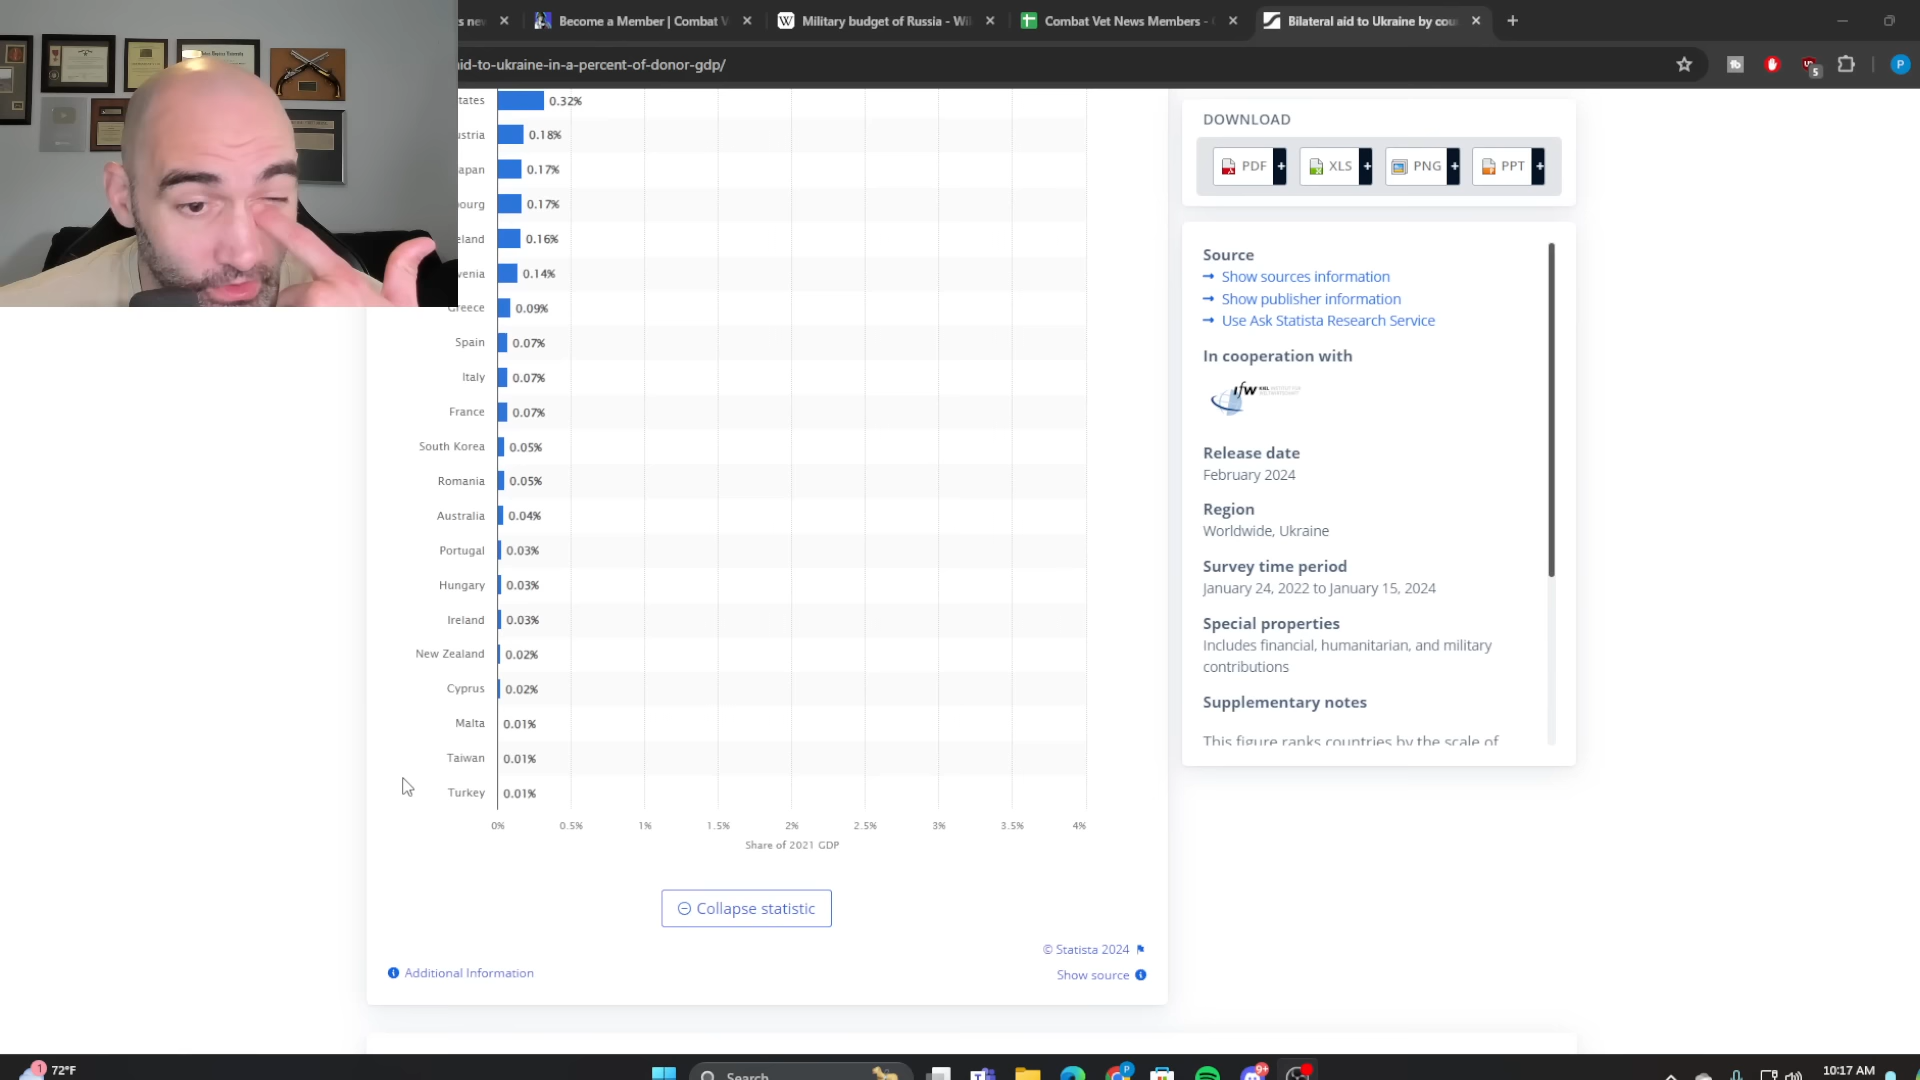 Become a Member | Combat V
Military budget of Russia - Wi
Combat Vet News Members -
Bilateral aid to Ukraine by cou
aid-to-ukraine-in-a-percent-of-donor-gdp/
5
P
tates 0.32%
ustria 0.18%
apan 0.17%
bourg 0.17%
eland 0.16%
venia 0.14%
Greece 0.09%
Spain 0.07%
Italy 0.07%
France 0.07%
South Korea 0.05%
Romania 0.05%
Australia 0.04%
Portugal 0.03%
Hungary 0.03%
Ireland 0.03%
New Zealand 0.02%
Cyprus 0.02%
Malta 0.01%
Taiwan 0.01%
Turkey 0.01%
0% 0.5% 1% 1.5% 2% 2.5% 3% 3.5% 4%
Share of 2021 GDP
Collapse statistic
© Statista 2024
Additional Information
Show source
DOWNLOAD
PDF + XLS + PNG + PPT +
Source
Show sources information
Show publisher information
Use Ask Statista Research Service
In cooperation with
ifw
Release date
February 2024
Region
Worldwide, Ukraine
Survey time period
January 24, 2022 to January 15, 2024
Special properties
Includes financial, humanitarian, and military
contributions
Supplementary notes
This figure ranks countries by the scale of
1
72°F
Search
P
9+
10:17 AM